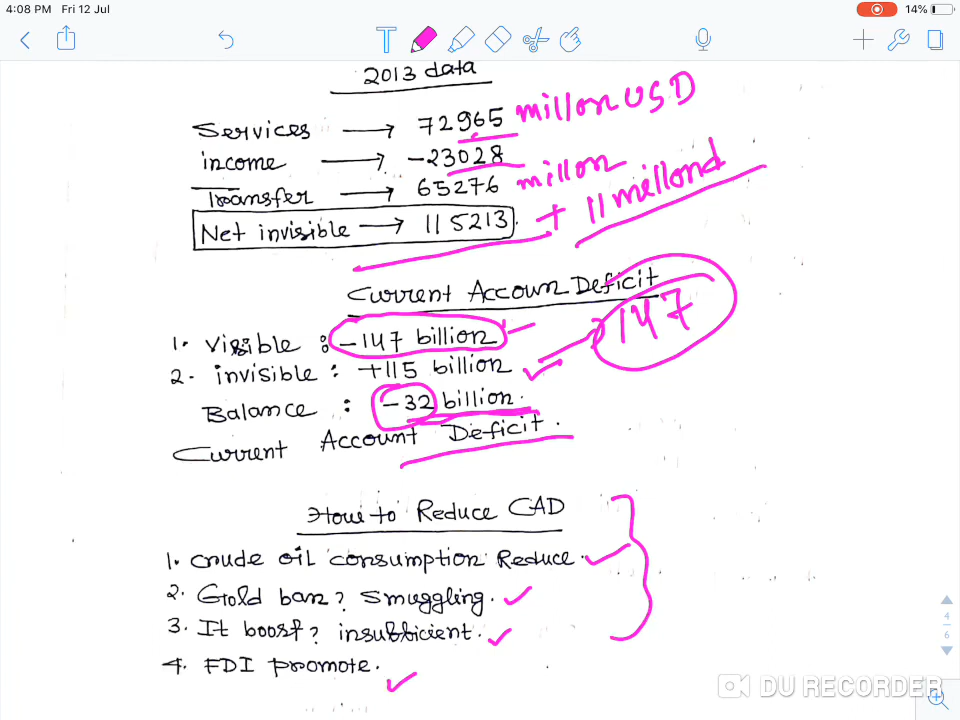 4:08 PM Fri 12 Jul 14%
T
2013 data
Services → 72965 millon USD
income → -23028
Transfer → 65276 millon
Net invisible → 115213 + 11 mellond
Current Accoun Deficit
1. visible : -147 billion 147
2. invisible : +115 billion
Balance : -32 billion.
Current Account Deficit.
How to Reduce CAD
1. Crude oil consumption Reduce.
2. Gold ban? Smuggling.
3. It boost? insufficient.
4. FDI promote.
4
6
DU RECORDER